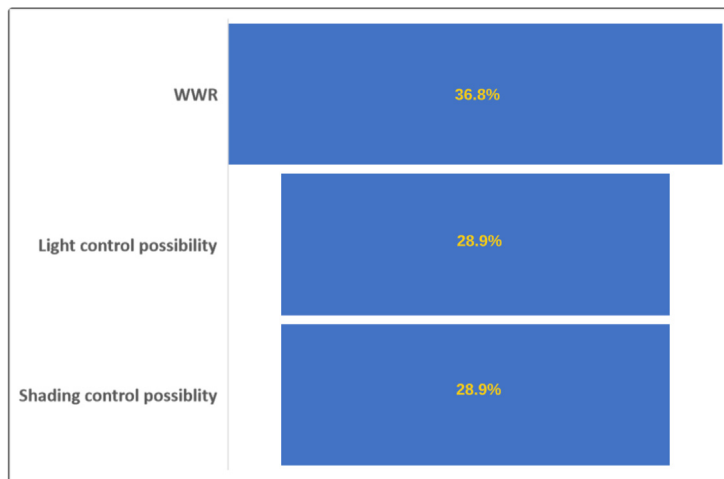 WWR
36.8%
Light control possibility
28.9%
Shading control possiblity
28.9%